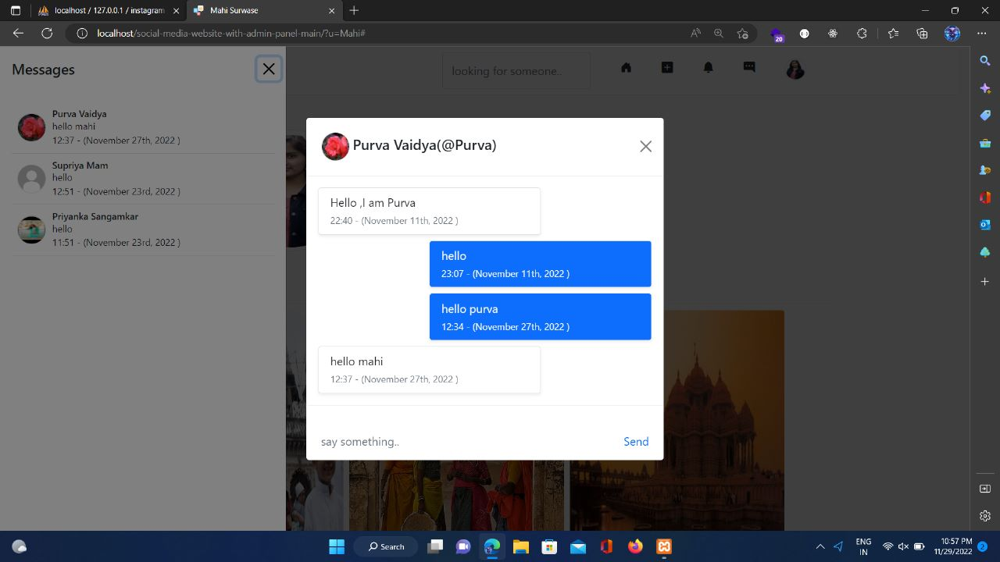 localhost / 127.0.0.1 / instagram
Mahi Surwase
localhost/social-media-website-with-admin-panel-main/?u=Mahi#
20
Messages
looking for someone..
Purva Vaidya
hello mahi
12:37 - (November 27th, 2022 )
Supriya Mam
hello
12:51 - (November 23rd, 2022 )
Priyanka Sangamkar
hello
11:51 - (November 23rd, 2022 )
Purva Vaidya(@Purva)
Hello ,I am Purva
22:40 - (November 11th, 2022 )
hello
23:07 - (November 11th, 2022 )
hello purva
12:34 - (November 27th, 2022 )
hello mahi
12:37 - (November 27th, 2022 )
say something..
Send
Search
ENG
IN
10:57 PM
11/29/2022
2